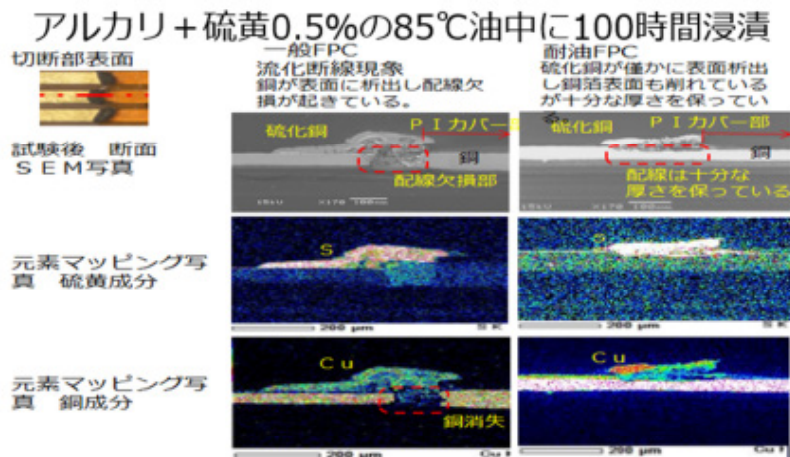 アルカリ＋硫黄0.5%の85℃油中に100時間浸漬
切断部表面
一般FPC
流化断線現象
銅が表面に析出し配線欠
損が起きている。
耐油FPC
硫化銅が僅かに表面析出
し銅箔表面も削れている
が十分な厚さを保ってい
る。
試験後 断面
ＳＥＭ写真
硫化銅
ＰＩカバー部
銅
配線欠損部
15kV X170 100μm
硫化銅
ＰＩカバー部
銅
配線は十分な
厚さを保っている
元素マッピング写
真 硫黄成分
S
200 μm
S K
S
200 μm
S K
元素マッピング写
真 銅成分
Cu
銅消失
200 μm
Cu K
Cu
200 μm
Cu K